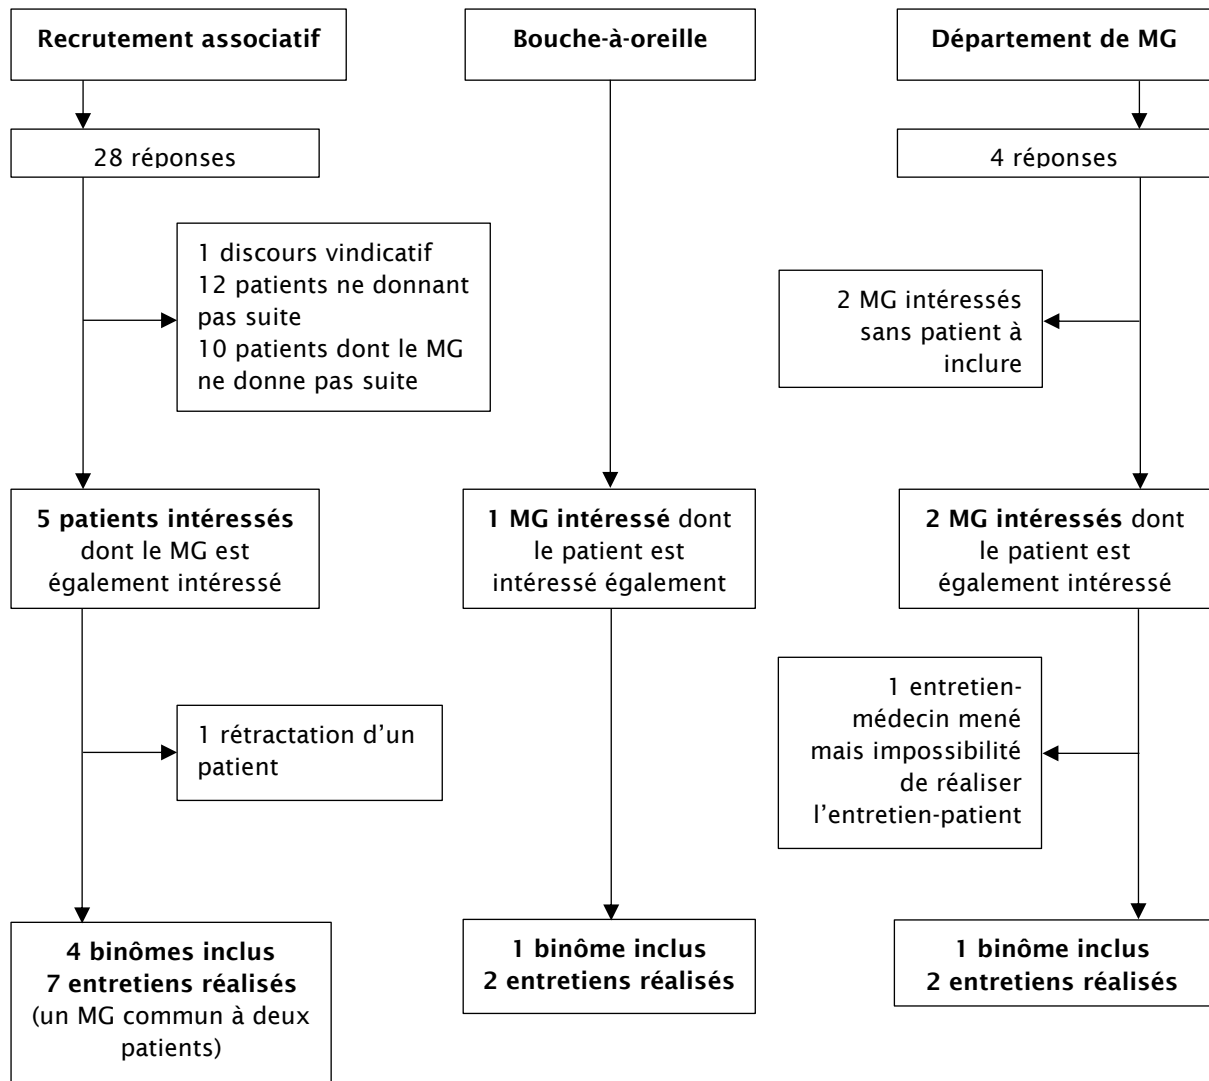 Recrutement associatif
28 réponses
1 discours vindicatif
12 patients ne donnant
pas suite
10 patients dont le MG
ne donne pas suite
5 patients intéressés
dont le MG est
également intéressé
1 rétractation d’un
patient
4 binômes inclus
7 entretiens réalisés
(un MG commun à deux
patients)
Bouche-à-oreille
1 MG intéressé dont
le patient est
intéressé également
1 binôme inclus
2 entretiens réalisés
Département de MG
4 réponses
2 MG intéressés
sans patient à
inclure
2 MG intéressés dont
le patient est
également intéressé
1 entretien-
médecin mené
mais impossibilité
de réaliser
l’entretien-patient
1 binôme inclus
2 entretiens réalisés